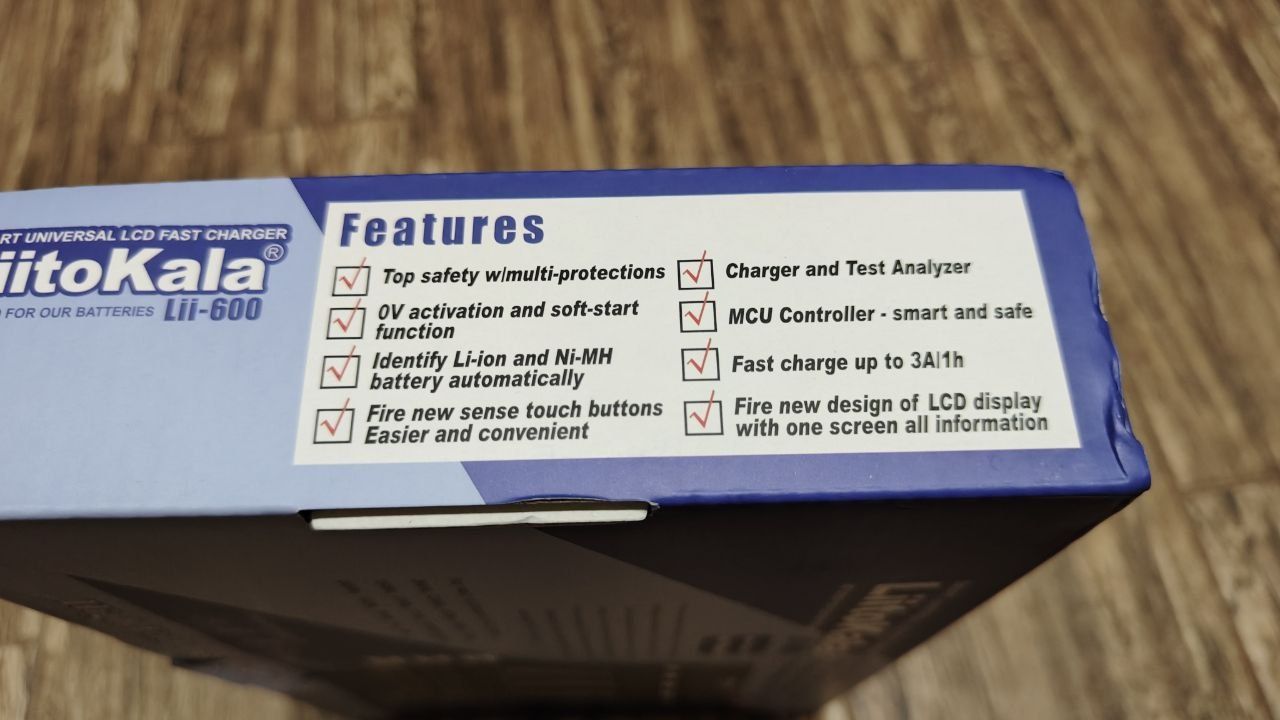 RT UNIVERSAL LCD FAST CHARGER
iitoKala®
FOR OUR BATTERIES Lii-600
Features
Top safety w/multi-protections
0V activation and soft-start
function
Identify Li-ion and Ni-MH
battery automatically
Fire new sense touch buttons
Easier and convenient
Charger and Test Analyzer
MCU Controller - smart and safe
Fast charge up to 3A/1h
Fire new design of LCD display
with one screen all information